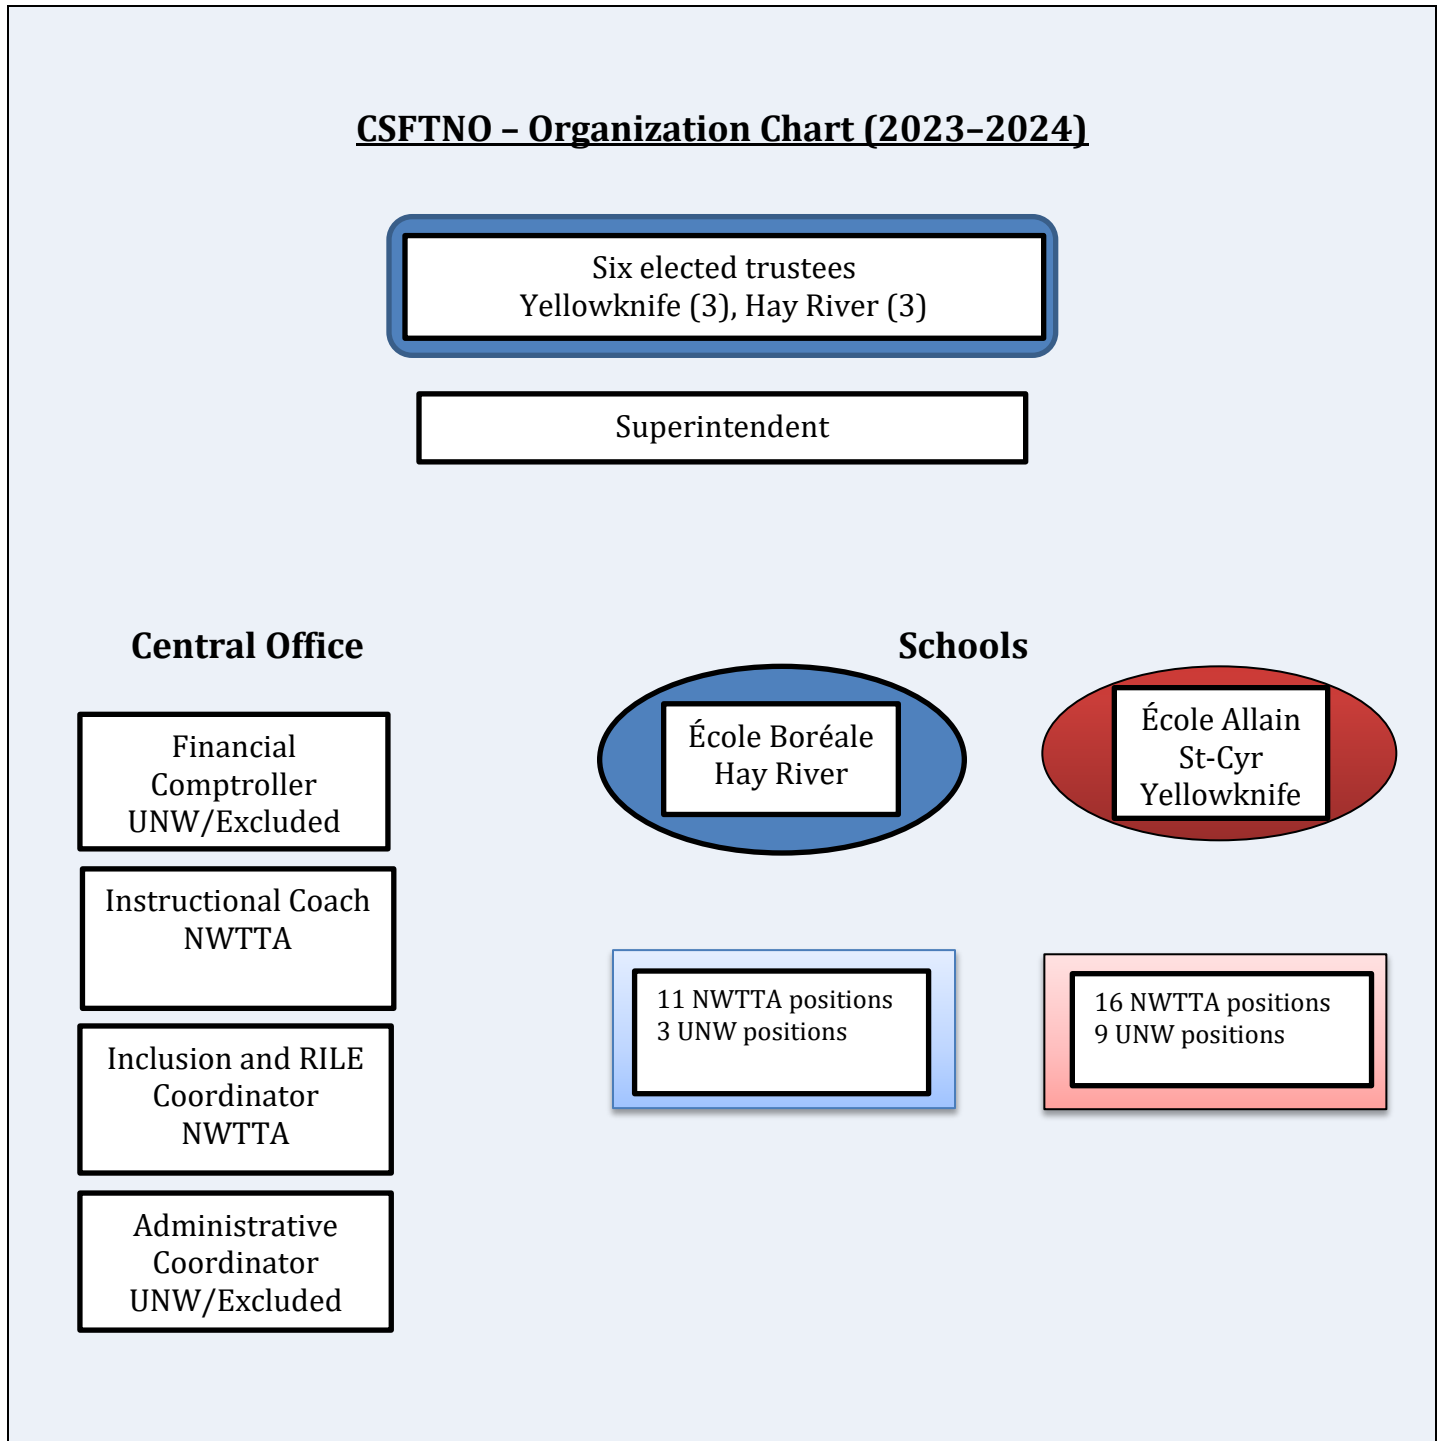 CSFTNO – Organization Chart (2023–2024)
Six elected trustees
Yellowknife (3), Hay River (3)
Superintendent
Central Office
Financial
Comptroller
UNW/Excluded
Instructional Coach
NWTTA
Inclusion and RILE
Coordinator
NWTTA
Administrative
Coordinator
UNW/Excluded
Schools
École Boréale
Hay River
11 NWTTA positions
3 UNW positions
École Allain
St-Cyr
Yellowknife
16 NWTTA positions
9 UNW positions